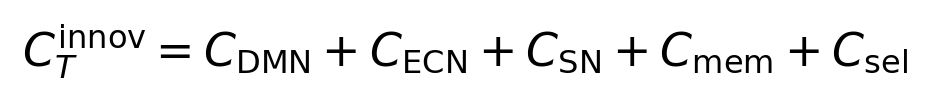 C_T^innov = C_DMN + C_ECN + C_SN + C_mem + C_sel